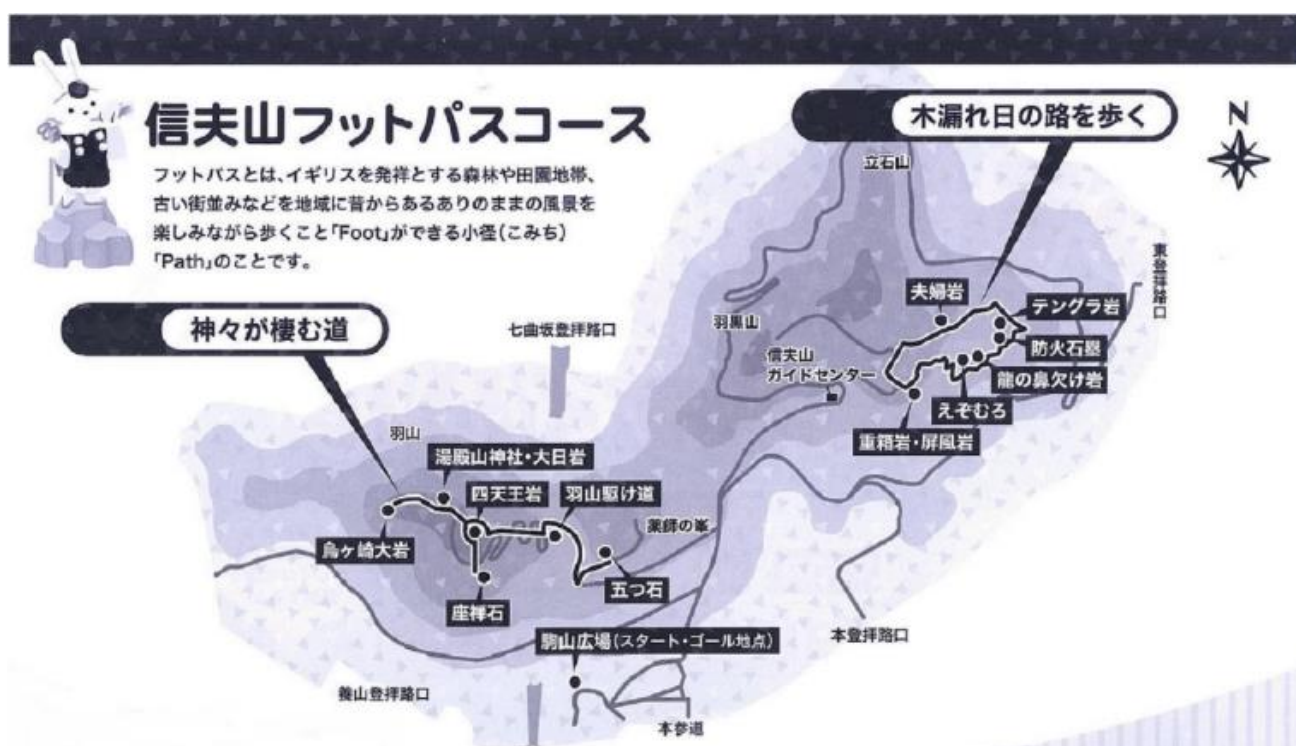 信夫山フットパスコース
フットパスとは、イギリスを発祥とする森林や田園地帯、
古い街並みなどを地域に昔からあるありのままの風景を
楽しみながら歩くこと「Foot」ができる小径(こみち)
「Path」のことです。
木漏れ日の路を歩く
N
立石山
東登拝路口
夫婦岩
テングラ岩
防火石塁
龍の鼻欠け岩
えぞむろ
重箱岩・屏風岩
羽黒山
信夫山
ガイドセンター
神々が棲む道
七曲坂登拝路口
羽山
湯殿山神社・大日岩
四天王岩
羽山駆け道
薬師の峯
烏ヶ崎大岩
五つ石
座禅石
駒山広場(スタート・ゴール地点)
本登拝路口
養山登拝路口
本参道